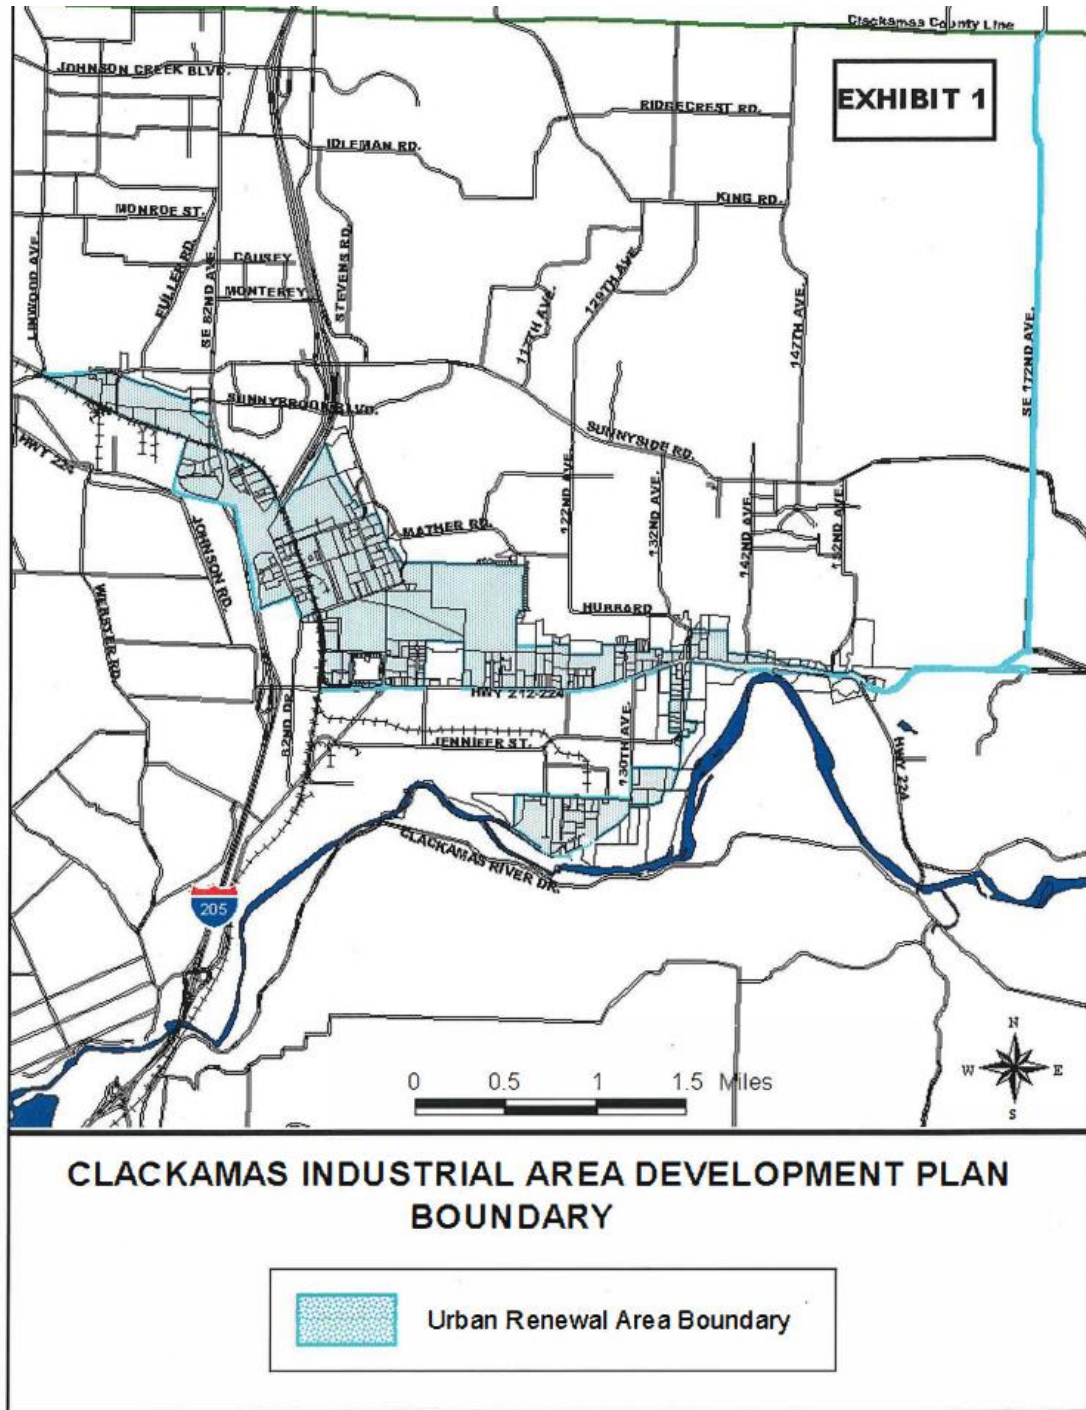 Clackamas County Line
JOHNSON CREEK BLVD.
EXHIBIT 1
RIDGECREST RD.
IDLEMAN RD.
KING RD.
MONROE ST.
LINWOOD AVE.
FULLER RD.
SE 82ND AVE.
CAUSEY
MONTEREY
STEVENS RD.
117TH AVE.
129TH AVE.
147TH AVE.
SE 172ND AVE.
SUNNYBROOK BLVD.
SUNNYSIDE RD.
HWY 224
122ND AVE.
132ND AVE.
142ND AVE.
152ND AVE.
MATHER RD.
JOHNSON RD.
WEBSTER RD.
HUBBARD
HWY 212-224
82ND DR.
JENNIFER ST.
130TH AVE.
HWY 224
CLACKAMAS RIVER DR.
205
N
W E
S
0 0.5 1 1.5 Miles
CLACKAMAS INDUSTRIAL AREA DEVELOPMENT PLAN
BOUNDARY
Urban Renewal Area Boundary